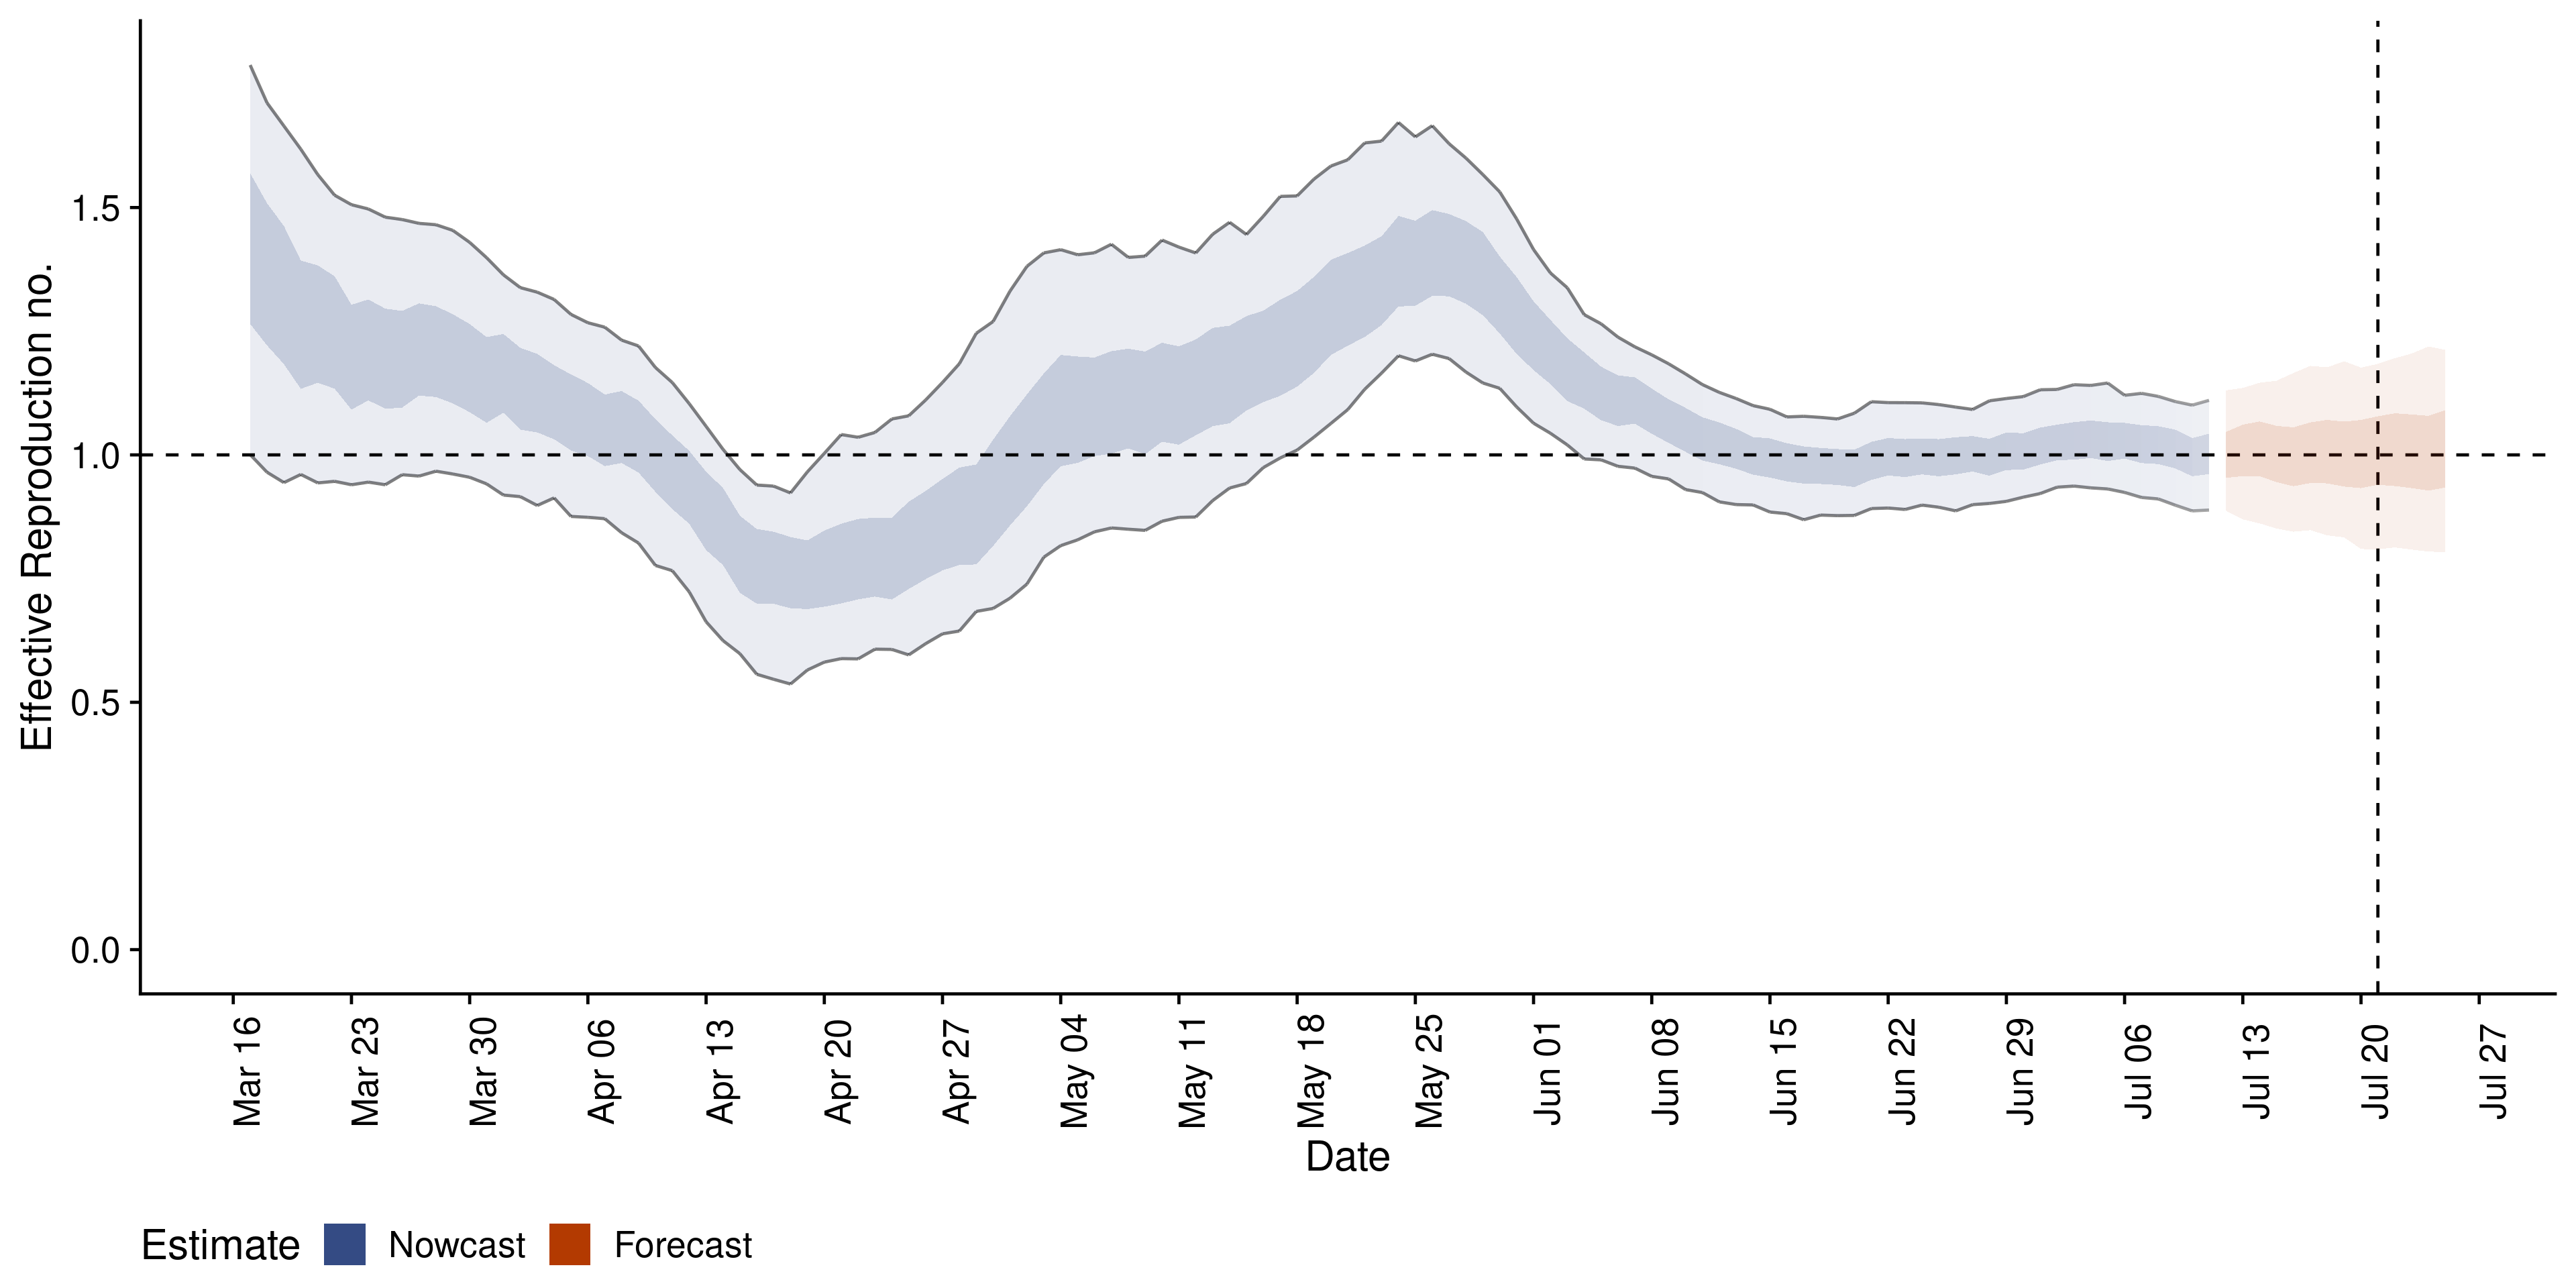 Effective Reproduction no.
1.5
1.0
0.5
0.0
Mar 16
Mar 23
Mar 30
Apr 06
Apr 13
Apr 20
Apr 27
May 04
May 11
May 18
May 25
Jun 01
Jun 08
Jun 15
Jun 22
Jun 29
Jul 06
Jul 13
Jul 20
Jul 27
Date
Estimate Nowcast Forecast